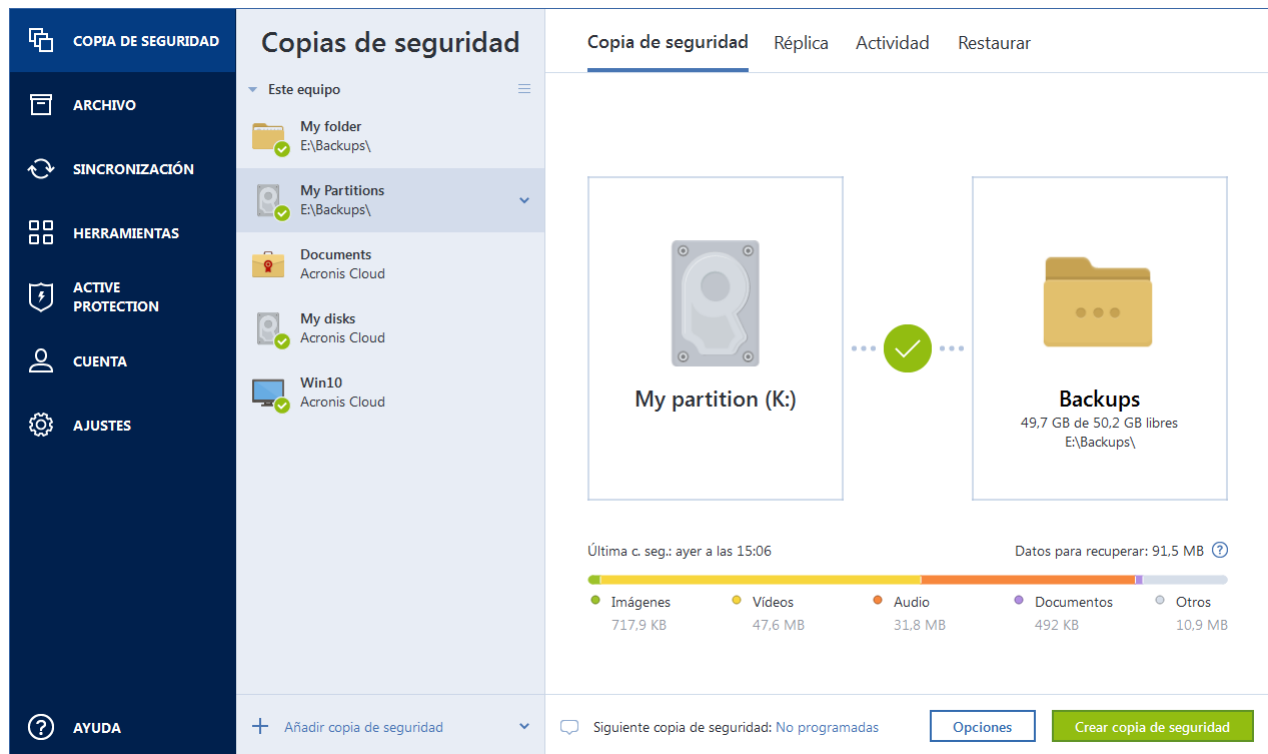 COPIA DE SEGURIDAD
ARCHIVO
SINCRONIZACIÓN
HERRAMIENTAS
ACTIVE
PROTECTION
CUENTA
AJUSTES
AYUDA
Copias de seguridad
Este equipo
My folder
E:\Backups\
My Partitions
E:\Backups\
Documents
Acronis Cloud
My disks
Acronis Cloud
Win10
Acronis Cloud
Añadir copia de seguridad
Copia de seguridad Réplica Actividad Restaurar
My partition (K:)
Backups
49,7 GB de 50,2 GB libres
E:\Backups\
Última c. seg.: ayer a las 15:06 Datos para recuperar: 91,5 MB ?
Imágenes Vídeos Audio Documentos Otros
717,9 KB 47,6 MB 31,8 MB 492 KB 10,9 MB
Siguiente copia de seguridad: No programadas Opciones Crear copia de seguridad